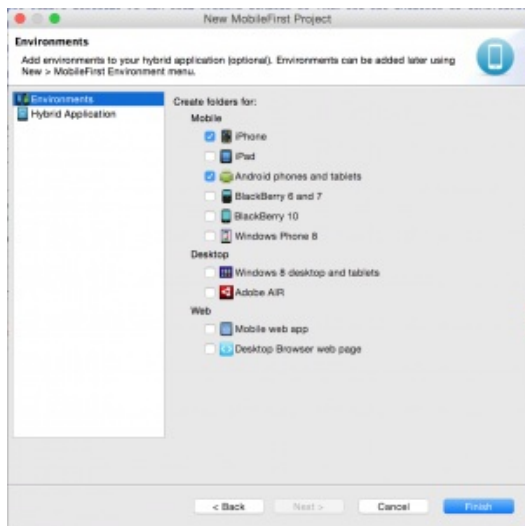 New MobileFirst Project
Environments
Add environments to your hybrid application (optional). Environments can be added later using
New > MobileFirst Environment menu.
Environments
Hybrid Application
Create folders for:
Mobile
iPhone
iPad
Android phones and tablets
BlackBerry 6 and 7
BlackBerry 10
Windows Phone 8
Desktop
Windows 8 desktop and tablets
Adobe AIR
Web
Mobile web app
Desktop Browser web page
< Back
Next >
Cancel
Finish